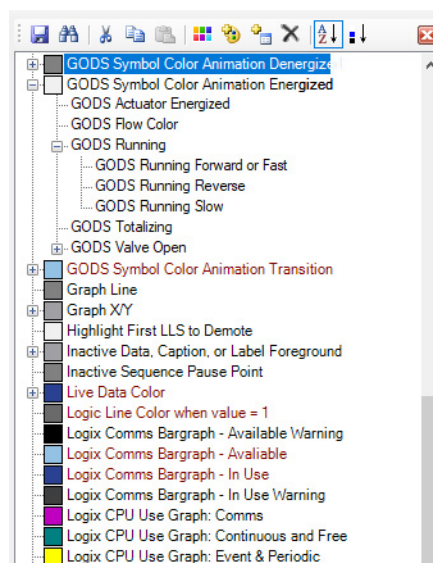 GODS Symbol Color Animation Denergized
GODS Symbol Color Animation Energized
GODS Actuator Energized
GODS Flow Color
GODS Running
GODS Running Forward or Fast
GODS Running Reverse
GODS Running Slow
GODS Totalizing
GODS Valve Open
GODS Symbol Color Animation Transition
Graph Line
Graph X/Y
Highlight First LLS to Demote
Inactive Data, Caption, or Label Foreground
Inactive Sequence Pause Point
Live Data Color
Logic Line Color when value = 1
Logix Comms Bargraph - Available Warning
Logix Comms Bargraph - Avaliable
Logix Comms Bargraph - In Use
Logix Comms Bargraph - In Use Warning
Logix CPU Use Graph: Comms
Logix CPU Use Graph: Continuous and Free
Logix CPU Use Graph: Event & Periodic